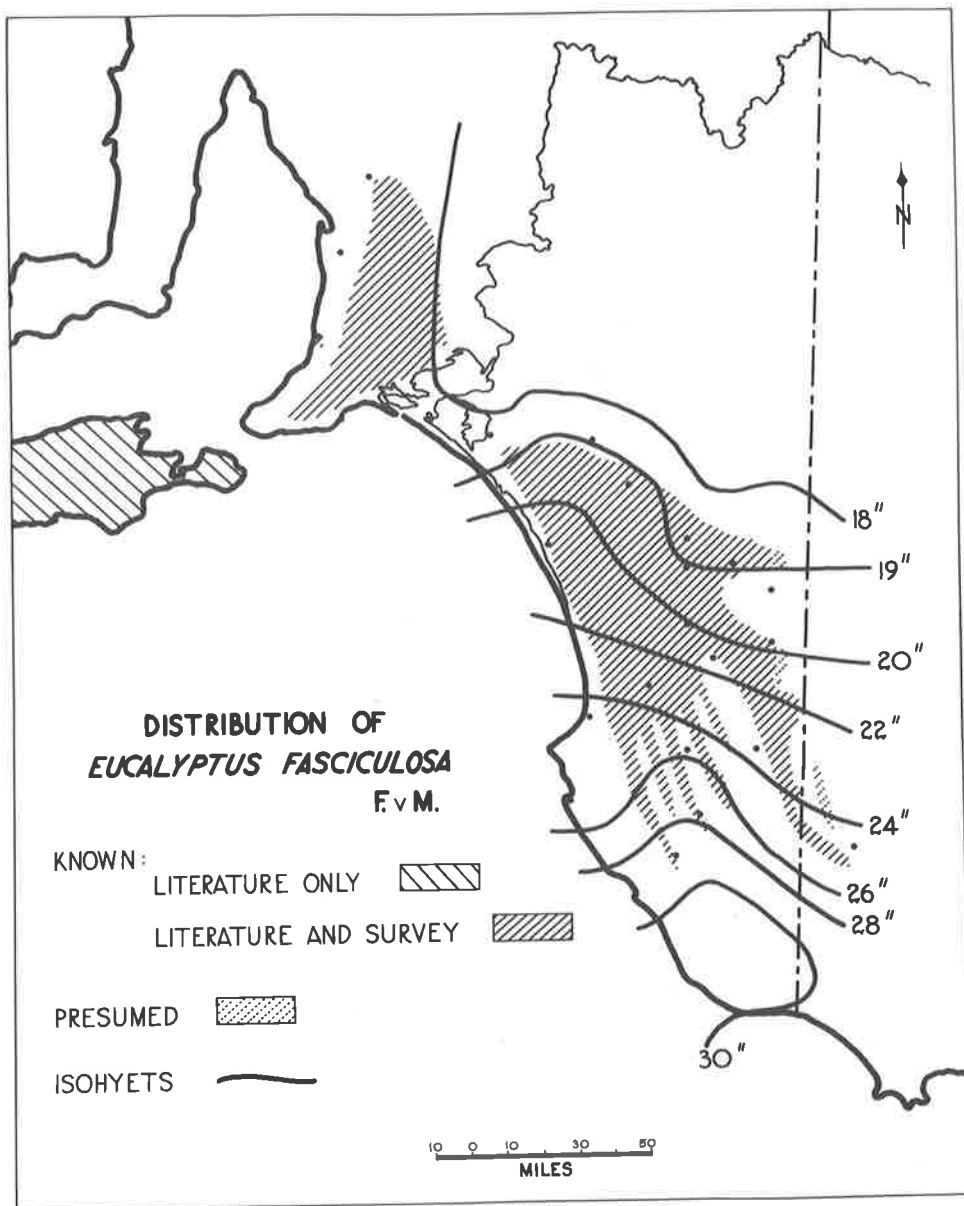 N
18"
19"
20"
22"
24"
26"
28"
30"
DISTRIBUTION OF
EUCALYPTUS FASCICULOSA
F. v M.
KNOWN:
LITERATURE ONLY
LITERATURE AND SURVEY
PRESUMED
ISOHYETS
10 0 10 30 50
MILES